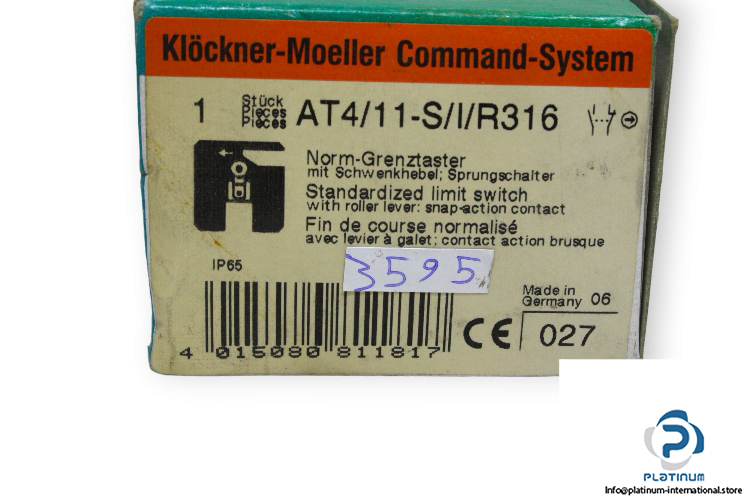 Klöckner-Moeller Command-System
1 Stück
Pieces
Pièces
AT4/11-S/I/R316
Norm-Grenztaster
mit Schwenkhebel; Sprungschalter
Standardized limit switch
with roller lever: snap-action contact
Fin de course normalisé
avec levier à galet; contact action brusque
IP65
3595
Made in
Germany 06
CE 027
4 015080 811817
PLATINUM
Info@platinum-international.store